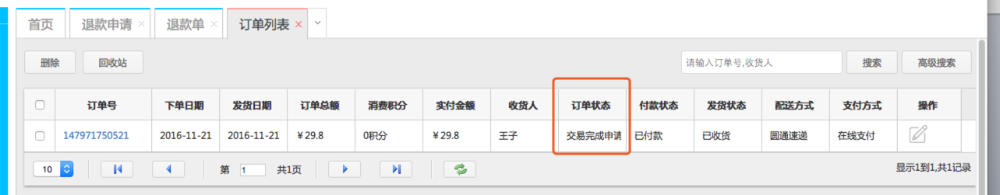 首页 退款申请 × 退款单 × 订单列表 ×
删除 回收站 请输入订单号,收货人 搜索 高级搜索
订单号 下单日期 发货日期 订单总额 消费积分 实付金额 收货人 订单状态 付款状态 发货状态 配送方式 支付方式 操作
147971750521 2016-11-21 2016-11-21 ¥29.8 0积分 ¥29.8 王子 交易完成申请 已付款 已收货 圆通速递 在线支付
10 第 1 共1页 显示1到1,共1记录